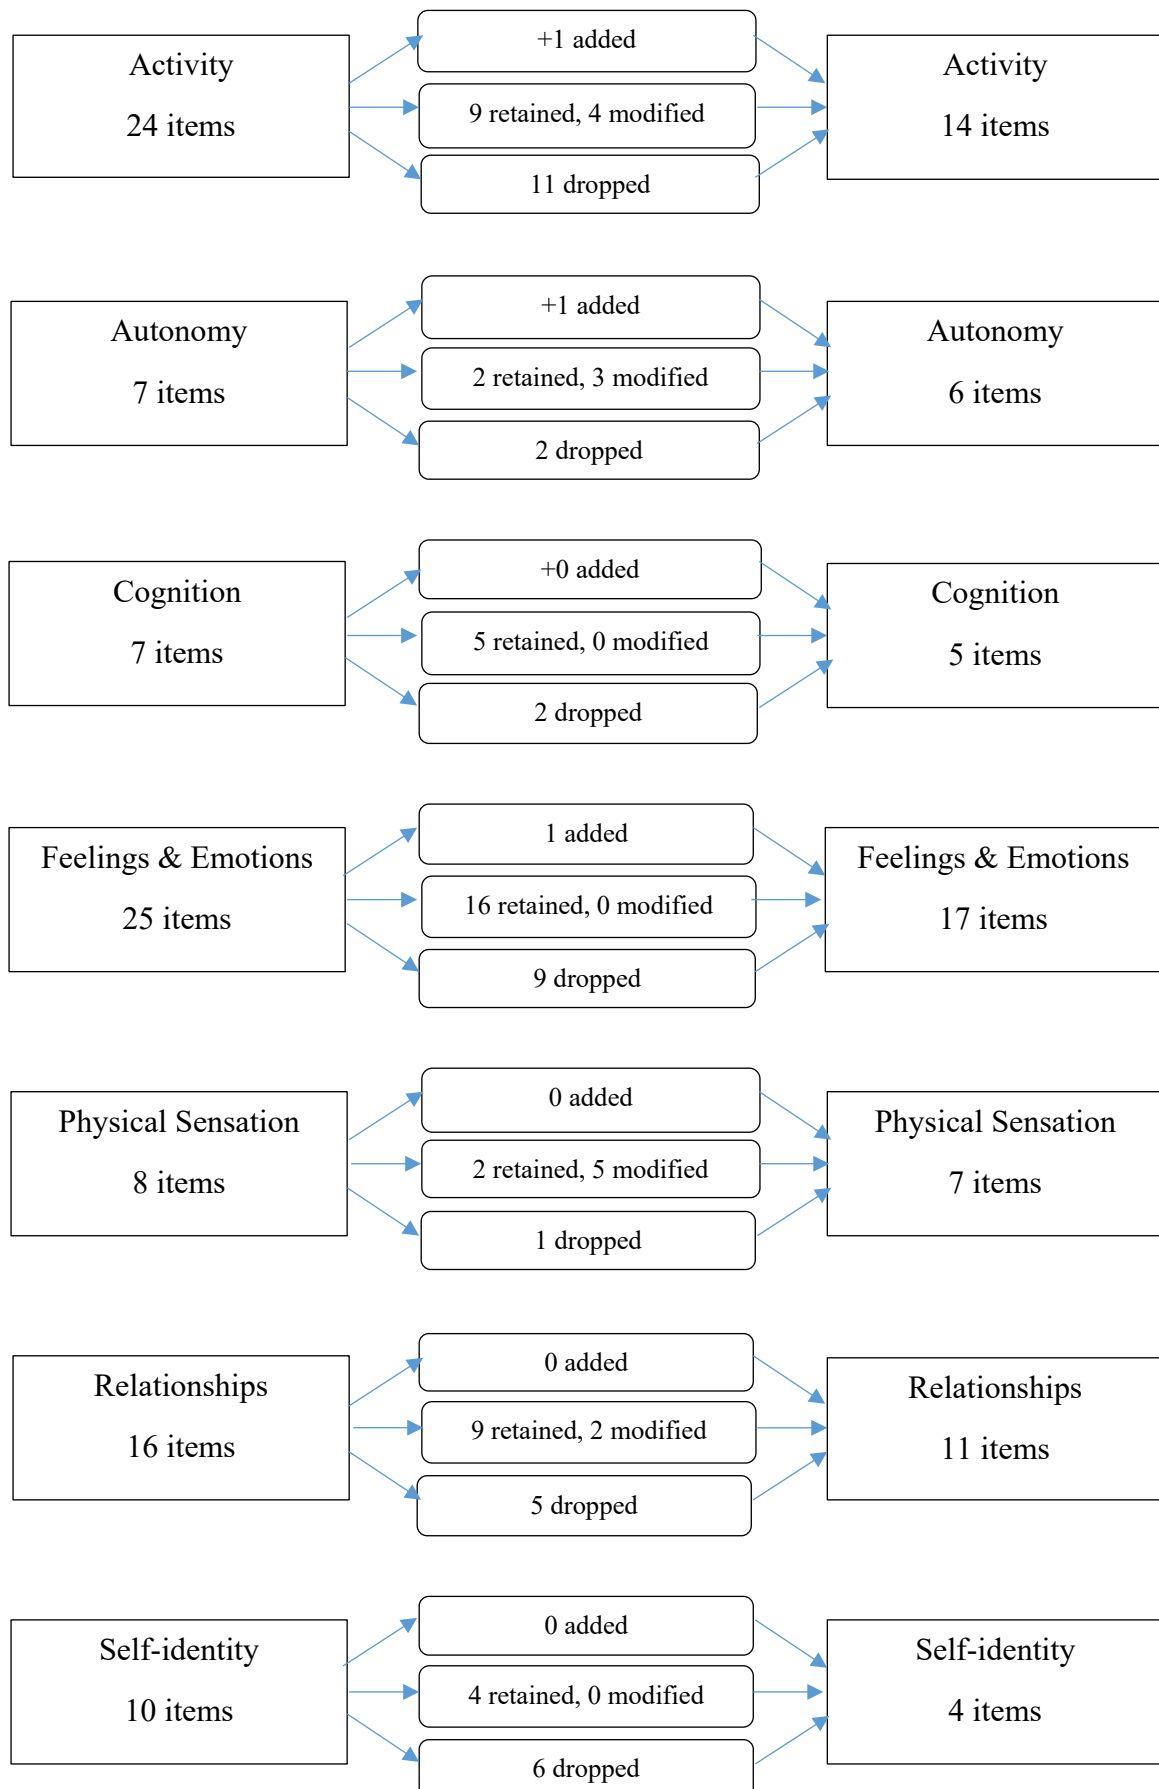 Activity
24 items
+1 added
9 retained, 4 modified
11 dropped
Activity
14 items
Autonomy
7 items
+1 added
2 retained, 3 modified
2 dropped
Autonomy
6 items
Cognition
7 items
+0 added
5 retained, 0 modified
2 dropped
Cognition
5 items
Feelings & Emotions
25 items
1 added
16 retained, 0 modified
9 dropped
Feelings & Emotions
17 items
Physical Sensation
8 items
0 added
2 retained, 5 modified
1 dropped
Physical Sensation
7 items
Relationships
16 items
0 added
9 retained, 2 modified
5 dropped
Relationships
11 items
Self-identity
10 items
0 added
4 retained, 0 modified
6 dropped
Self-identity
4 items